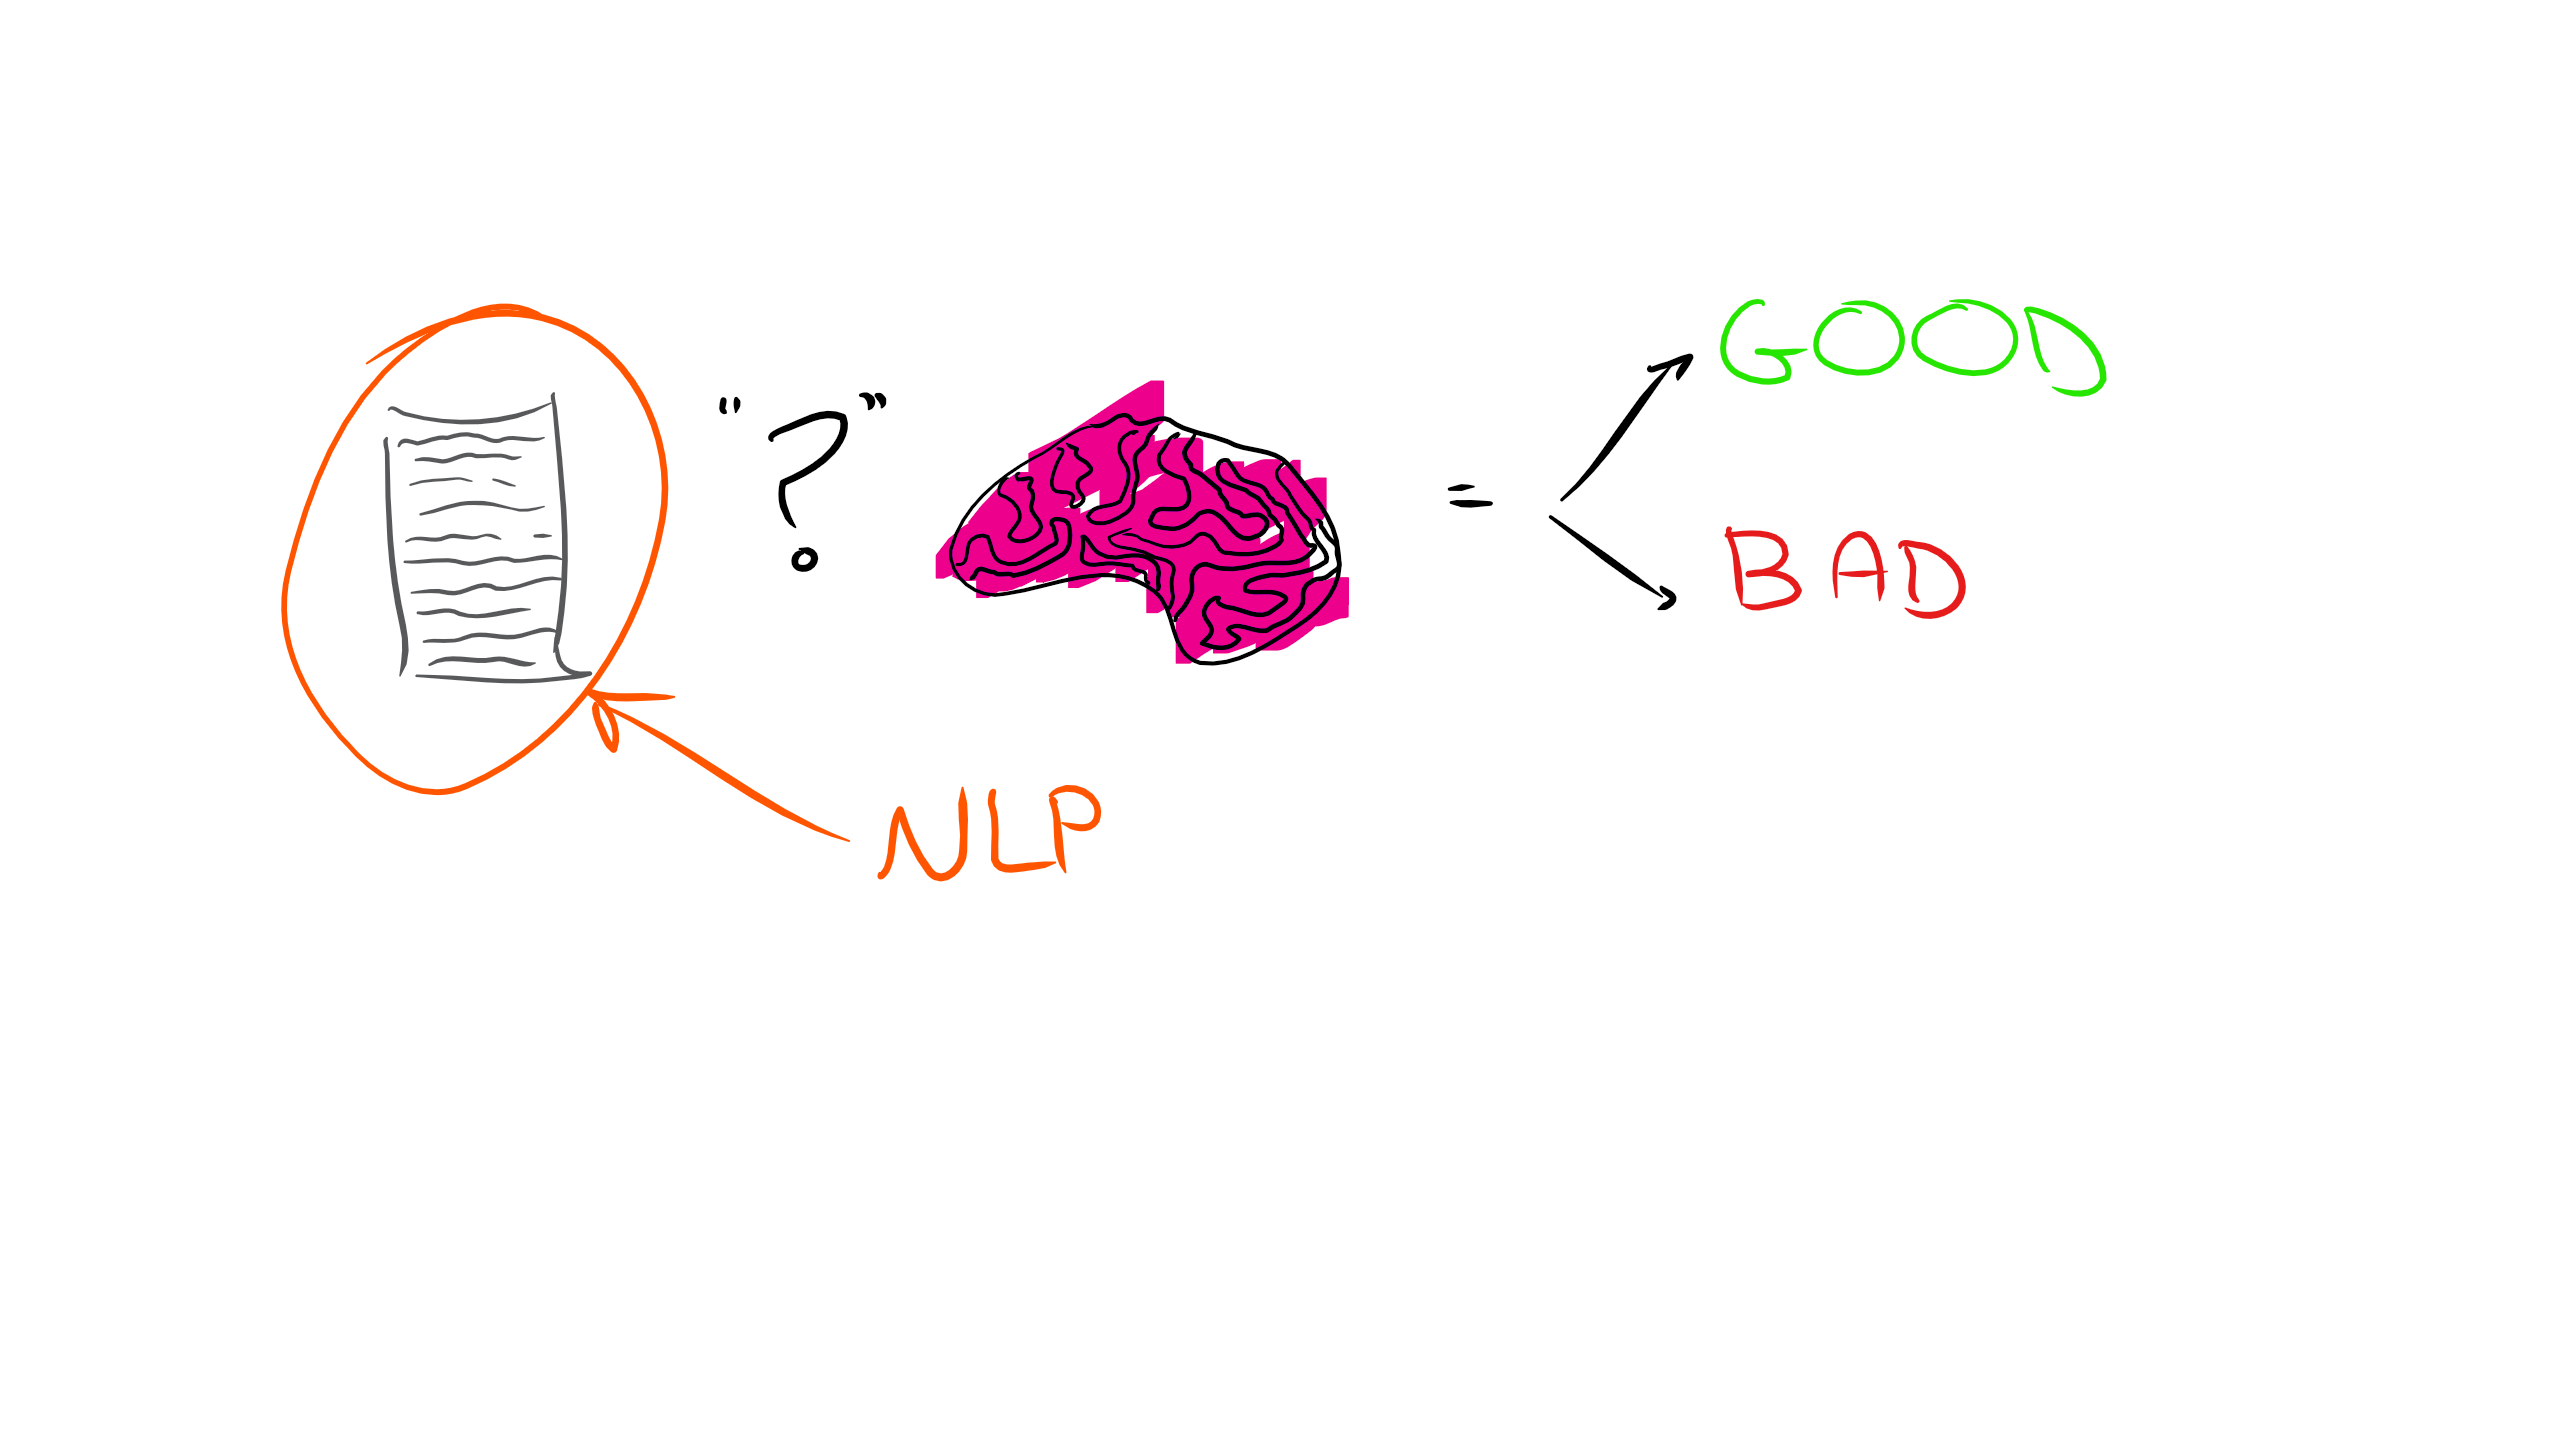 "?"
GOOD
=
BAD
NLP